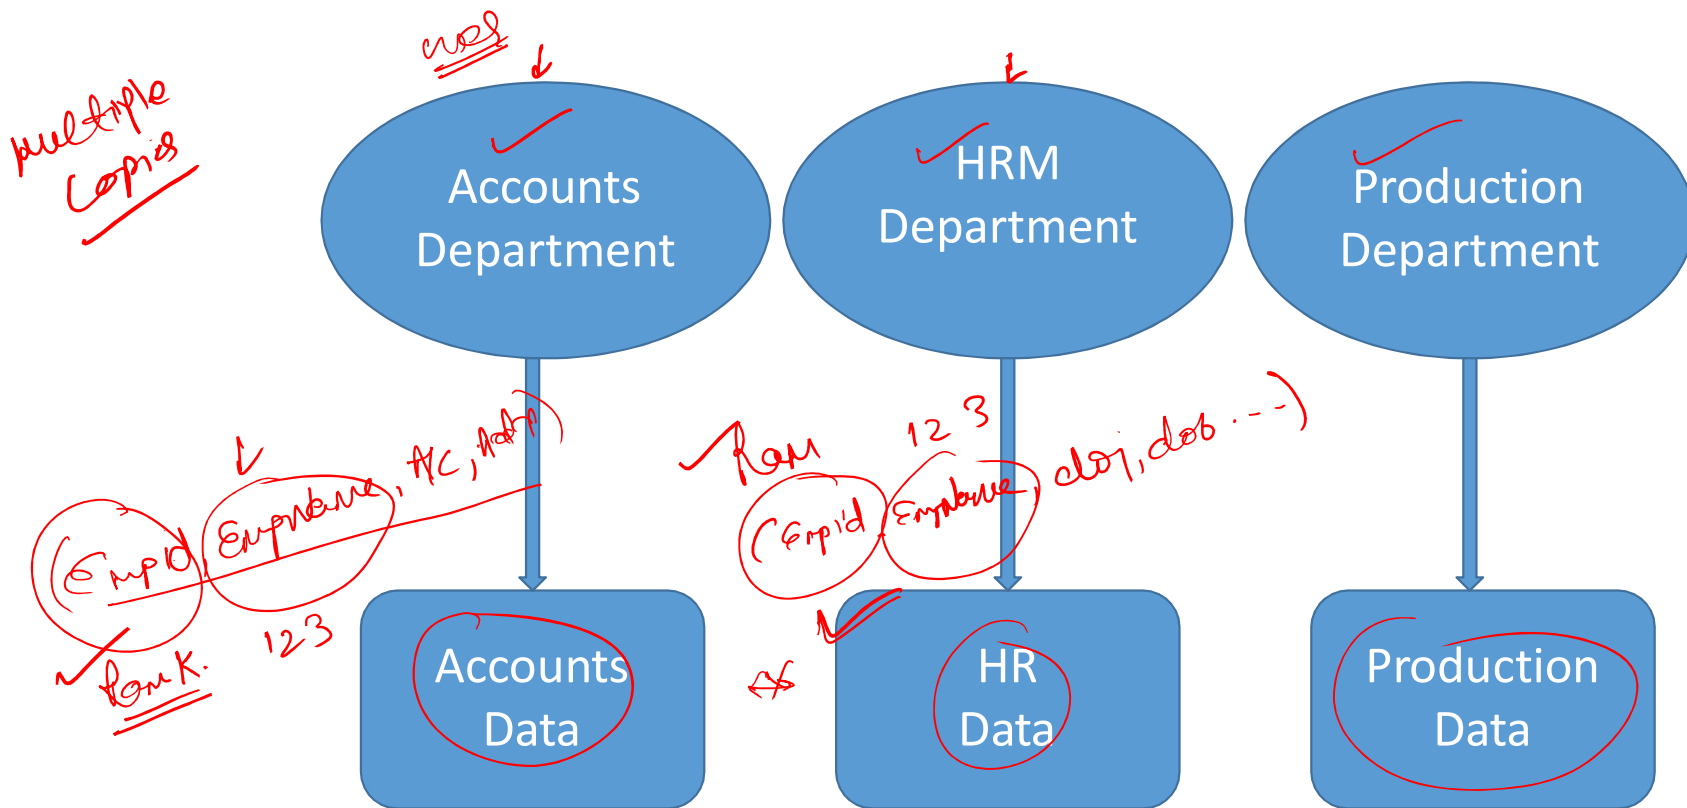 multiple
Copies
Accounts
Department
HRM
Department
Production
Department
(EmpId, EmpName, A/C,
123
Ram K.
Ram
123
(Empid, EmpName, doj, dob ---)
Accounts
Data
HR
Data
Production
Data